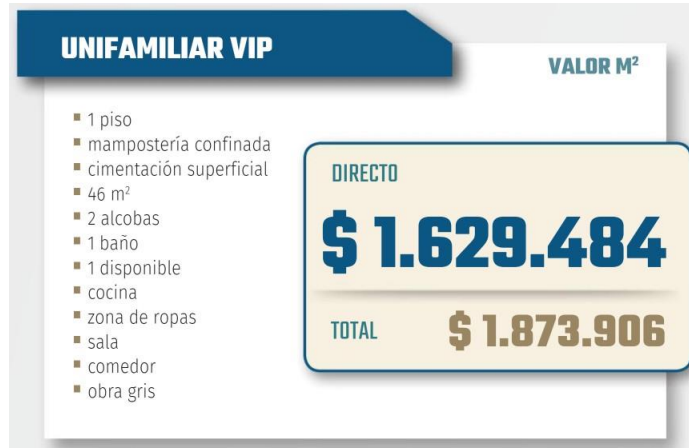 UNIFAMILIAR VIP
VALOR M²
▪ 1 piso
▪ mampostería confinada
▪ cimentación superficial
▪ 46 m²
▪ 2 alcobas
▪ 1 baño
▪ 1 disponible
▪ cocina
▪ zona de ropas
▪ sala
▪ comedor
▪ obra gris
DIRECTO
$ 1.629.484
TOTAL $ 1.873.906